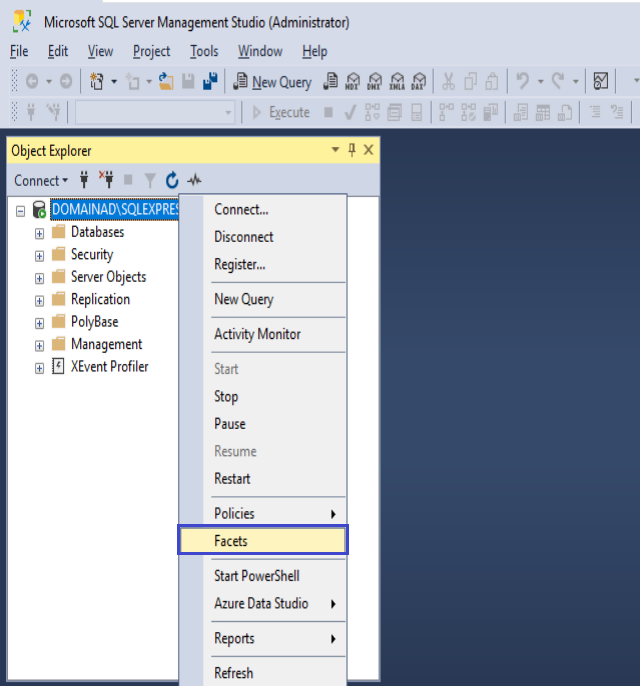 Microsoft SQL Server Management Studio (Administrator)
File Edit View Project Tools Window Help
New Query MDX DMX XMLA DAX
Execute
Object Explorer
Connect
DOMAINAD\SQLEXPRES
Databases
Security
Server Objects
Replication
PolyBase
Management
XEvent Profiler
Connect...
Disconnect
Register...
New Query
Activity Monitor
Start
Stop
Pause
Resume
Restart
Policies
Facets
Start PowerShell
Azure Data Studio
Reports
Refresh